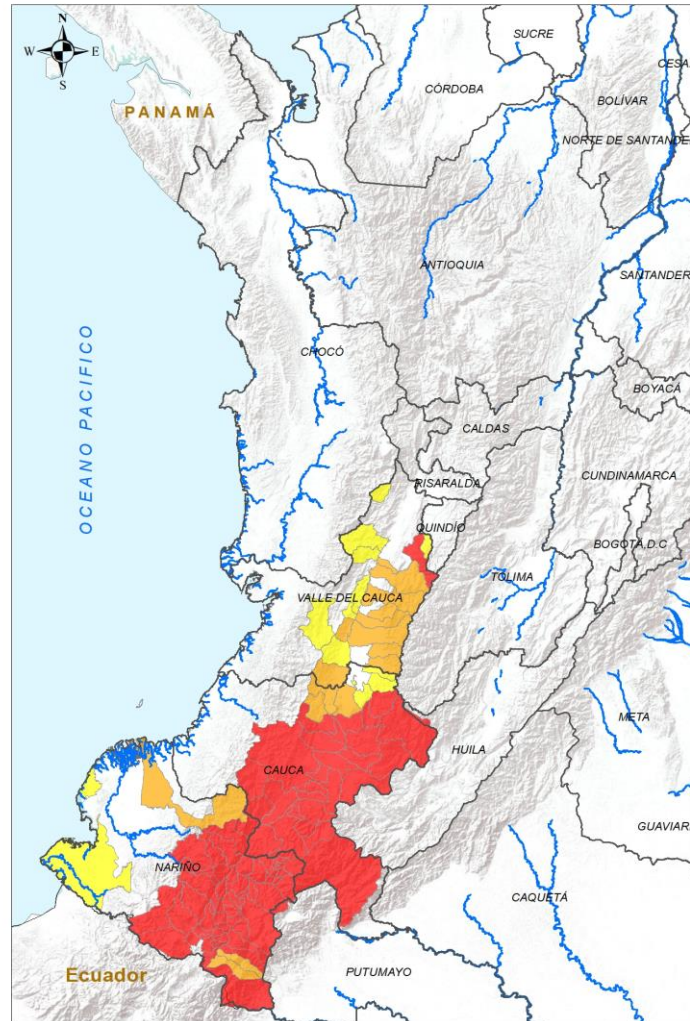 N
W E
S
SUCRE
CESA
CÓRDOBA
BOLÍVAR
PANAMÁ
NORTE DE SANTANDE
ANTIOQUIA
SANTANDER
OCEANO PACIFICO
CHOCÓ
BOYACÁ
CALDAS
CUNDINAMARCA
RISARALDA
QUINDÍO
BOGOTÁ,D.C
TOLIMA
VALLE DEL CAUCA
META
HUILA
CAUCA
GUAVIAR
NARIÑO
CAQUETÁ
Ecuador
PUTUMAYO